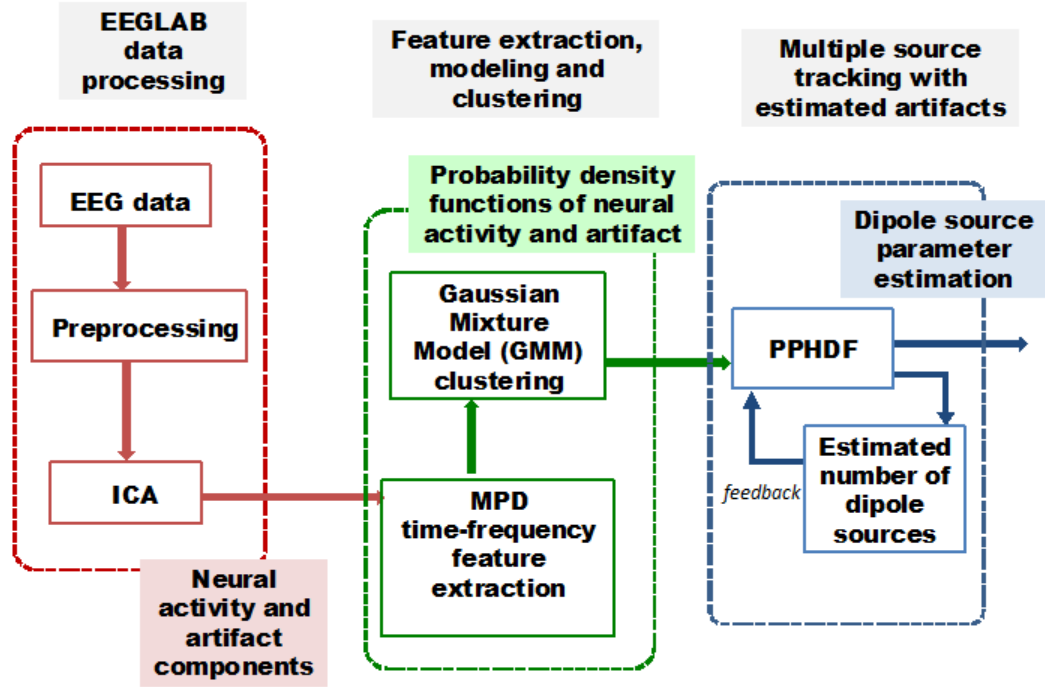 EEGLAB
data
processing
Feature extraction,
modeling and
clustering
Multiple source
tracking with
estimated artifacts
EEG data
Preprocessing
ICA
Neural
activity and
artifact
components
Probability density
functions of neural
activity and artifact
Gaussian
Mixture
Model (GMM)
clustering
MPD
time-frequency
feature
extraction
Dipole source
parameter
estimation
PPHDF
feedback
Estimated
number of
dipole
sources